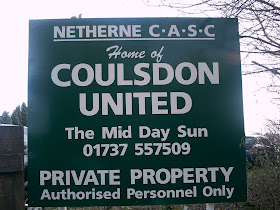 NETHERNE C·A·S·C
Home of
COULSDON
UNITED
The Mid Day Sun
01737 557509
PRIVATE PROPERTY
Authorised Personnel Only